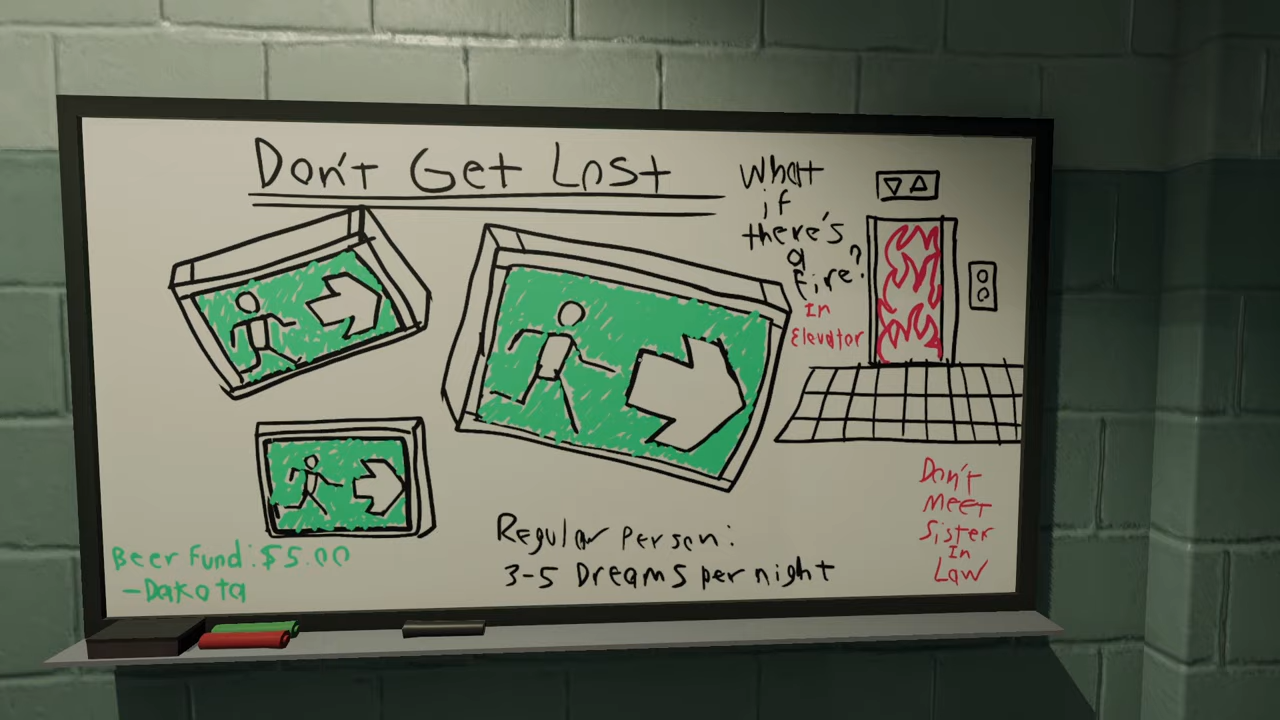 Don't Get Lost
What
if
there's
a
fire?
In
Elevator
Don't
Meet
Sister
In
Law
Regular Person:
3-5 Dreams per night
Beer Fund: $5.00
-Dakota